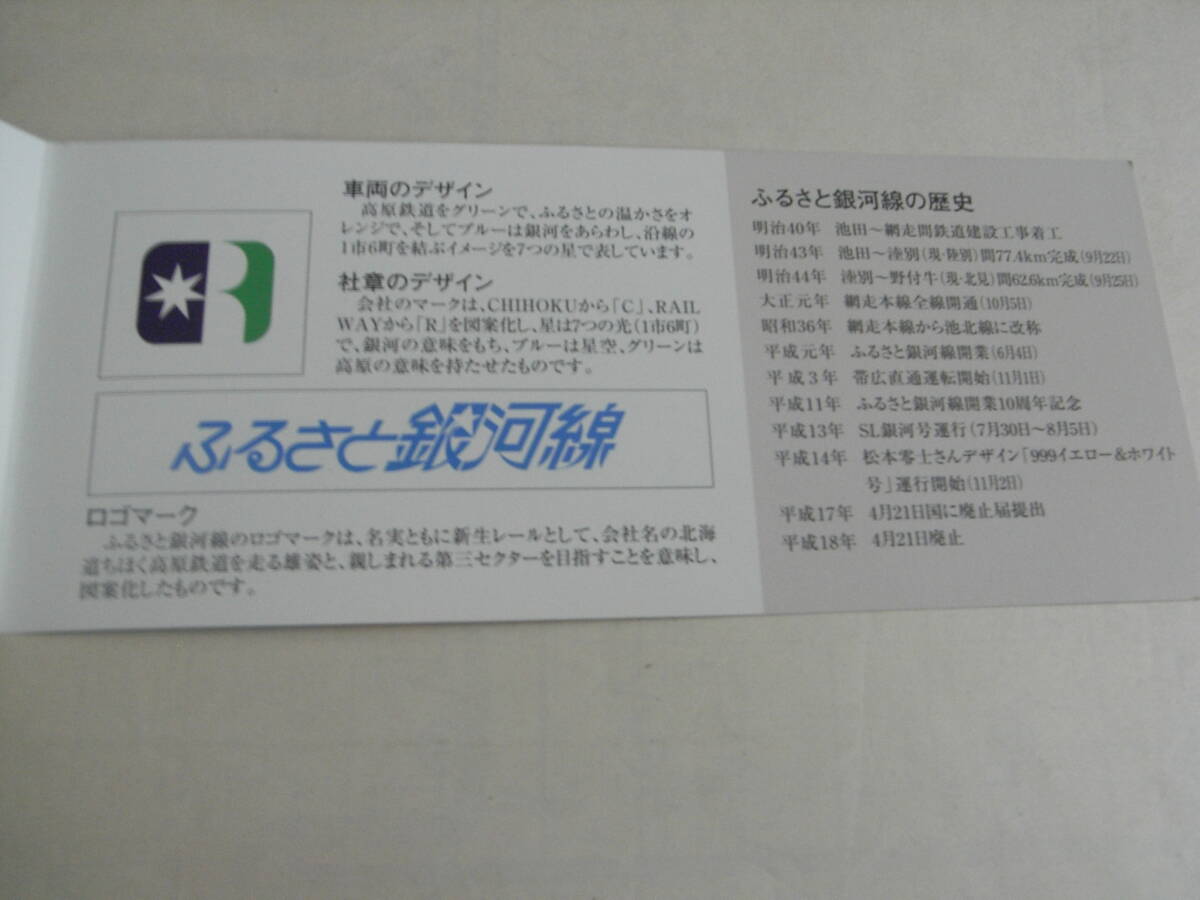 車両のデザイン
高原鉄道をグリーンで、ふるさとの温かさをオ
レンジで、そしてブルーは銀河をあらわし、沿線の
1市6町を結ぶイメージを7つの星で表しています。
社章のデザイン
会社のマークは、CHIHOKUから「C」、RAIL
WAYから「R」を図案化し、星は7つの光(1市6町)
で、銀河の意味をもち、ブルーは星空、グリーンは
高原の意味を持たせたものです。
R
ふるさと銀河線
ロゴマーク
ふるさと銀河線のロゴマークは、名実ともに新生レールとして、会社名の北海
道ちほく高原鉄道を走る雄姿と、親しまれる第三セクターを目指すことを意味し、
図案化したものです。
ふるさと銀河線の歴史
明治40年 池田～網走間鉄道建設工事着工
明治43年 池田～淕別(現・陸別)間77.4km完成(9月22日)
明治44年 淕別～野付牛(現・北見)間62.6km完成(9月25日)
大正元年 網走本線全線開通(10月5日)
昭和36年 網走本線から池北線に改称
平成元年 ふるさと銀河線開業(6月4日)
平成3年 帯広直通運転開始(11月1日)
平成11年 ふるさと銀河線開業10周年記念
平成13年 SL銀河号運行(7月30日～8月5日)
平成14年 松本零士さんデザイン「999イエロー&ホワイト
号」運行開始(11月2日)
平成17年 4月21日国に廃止届提出
平成18年 4月21日廃止